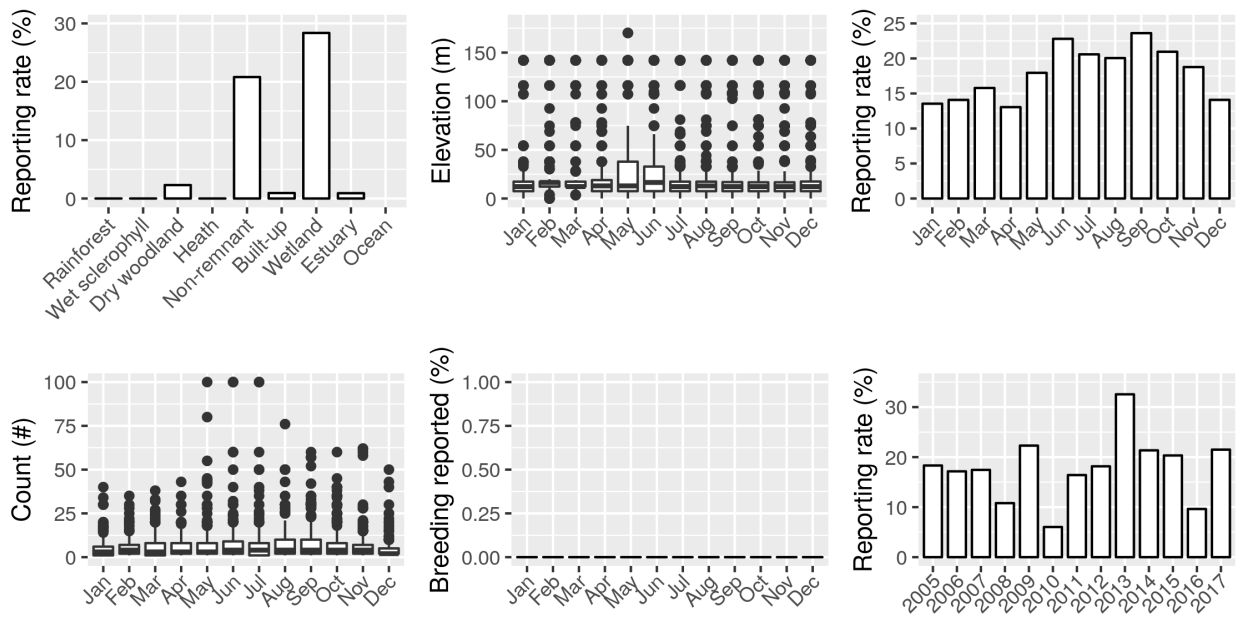 Reporting rate (%)
30
20
10
0
Rainforest
Wet sclerophyll
Dry woodland
Heath
Non-remnant
Built-up
Wetland
Estuary
Ocean
Elevation (m)
150
100
50
0
Jan
Feb
Mar
Apr
May
Jun
Jul
Aug
Sep
Oct
Nov
Dec
Reporting rate (%)
25
20
15
10
5
0
Jan
Feb
Mar
Apr
May
Jun
Jul
Aug
Sep
Oct
Nov
Dec
Count (#)
100
75
50
25
0
Jan
Feb
Mar
Apr
May
Jun
Jul
Aug
Sep
Oct
Nov
Dec
Breeding reported (%)
1.00
0.75
0.50
0.25
0.00
Jan
Feb
Mar
Apr
May
Jun
Jul
Aug
Sep
Oct
Nov
Dec
Reporting rate (%)
30
20
10
0
2005
2006
2007
2008
2009
2010
2011
2012
2013
2014
2015
2016
2017